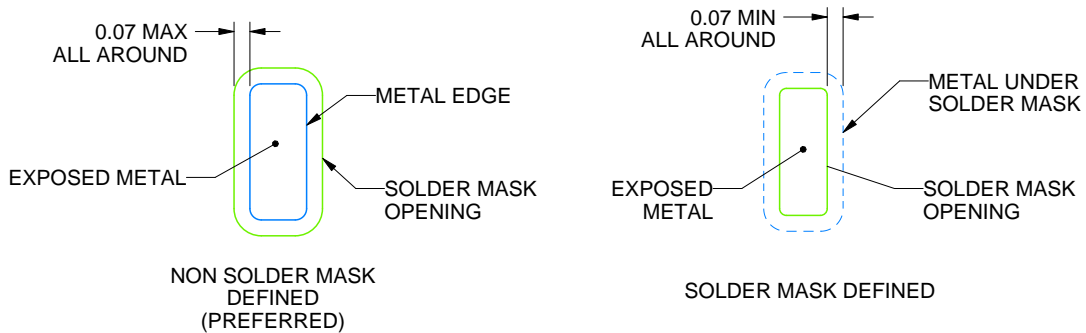 0.07 MAX
ALL AROUND
METAL EDGE
EXPOSED METAL
SOLDER MASK
OPENING
NON SOLDER MASK
DEFINED
(PREFERRED)
0.07 MIN
ALL AROUND
METAL UNDER
SOLDER MASK
EXPOSED
METAL
SOLDER MASK
OPENING
SOLDER MASK DEFINED